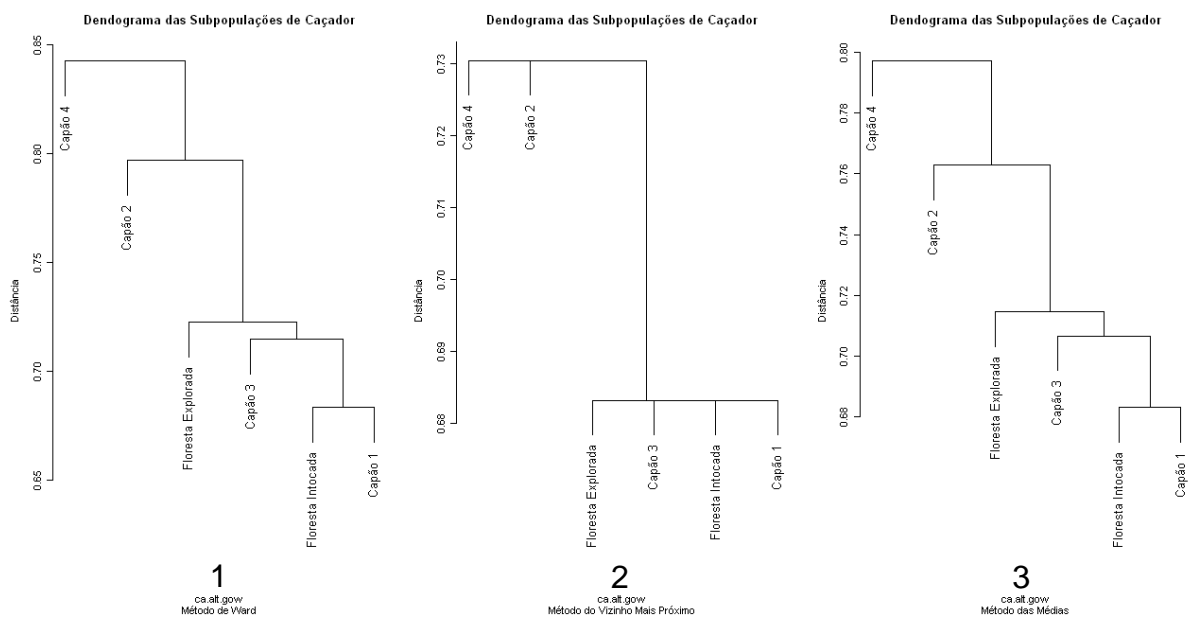 Dendograma das Subpopulações de Caçador
Distância
0.85
0.80
0.75
0.70
0.65
Capão 4
Capão 2
Floresta Explorada
Capão 3
Floresta Intocada
Capão 1
1
ca.alt.gow
Método de Ward
Dendograma das Subpopulações de Caçador
Distância
0.73
0.72
0.71
0.70
0.69
0.68
Capão 4
Capão 2
Floresta Explorada
Capão 3
Floresta Intocada
Capão 1
2
ca.alt.gow
Método do Vizinho Mais Próximo
Dendograma das Subpopulações de Caçador
Distância
0.80
0.78
0.76
0.74
0.72
0.70
0.68
Capão 4
Capão 2
Floresta Explorada
Capão 3
Floresta Intocada
Capão 1
3
ca.alt.gow
Método das Médias